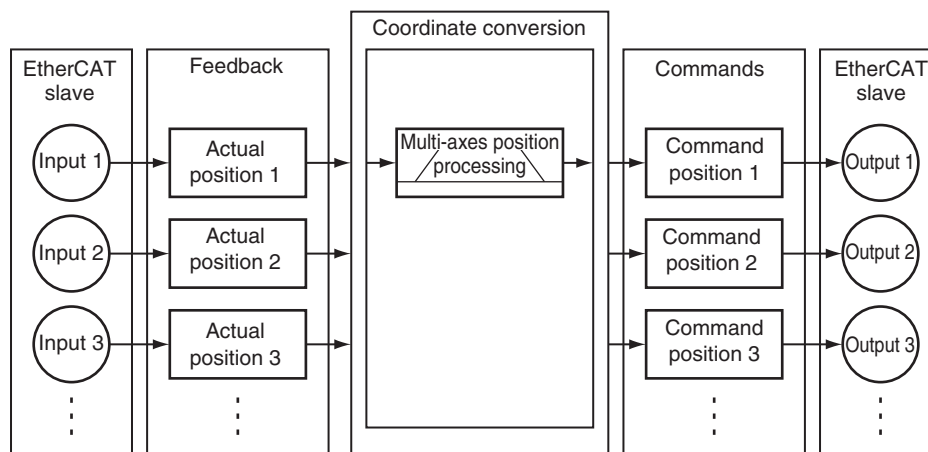 Coordinate conversion
EtherCAT
slave
Feedback
Commands
EtherCAT
slave
Input 1
Actual
position 1
Multi-axes position
processing
Command
position 1
Output 1
Input 2
Actual
position 2
Command
position 2
Output 2
Input 3
Actual
position 3
Command
position 3
Output 3